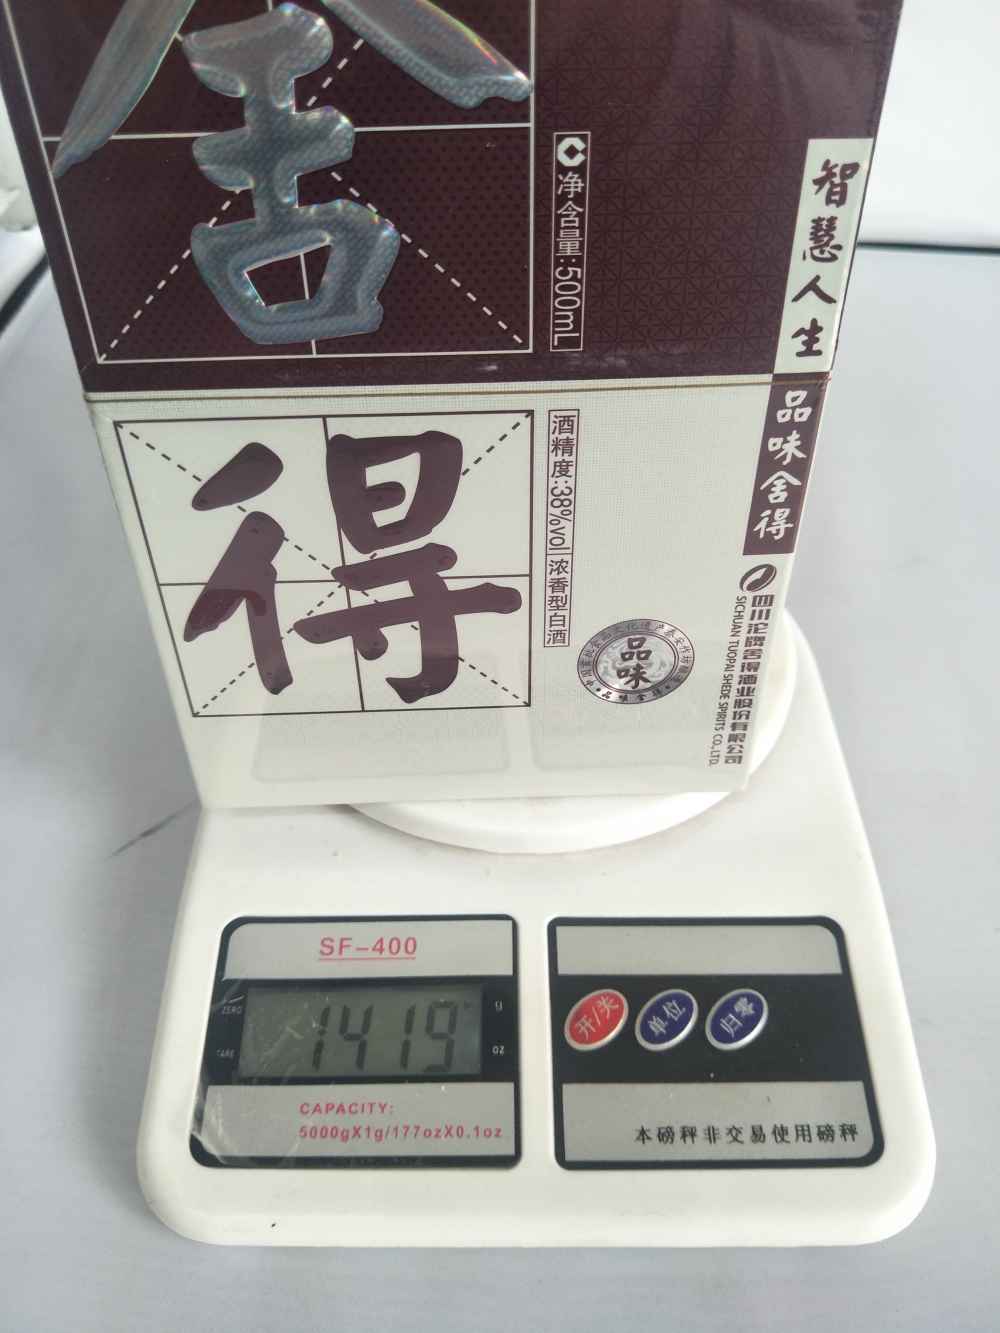 舍
净含量:500mL
智慧人生
得
酒精度:38%vol 浓香型白酒
品味舍得
品味
四川沱牌舍得酒业股份有限公司
SICHUAN TUOPAI SHEDE SPIRITS CO.,LTD.
SF-400
ZERO
TARE
1419
g
oz
CAPACITY:
5000gX1g/177ozX0.1oz
开/关
单位
归零
本磅秤非交易使用磅秤